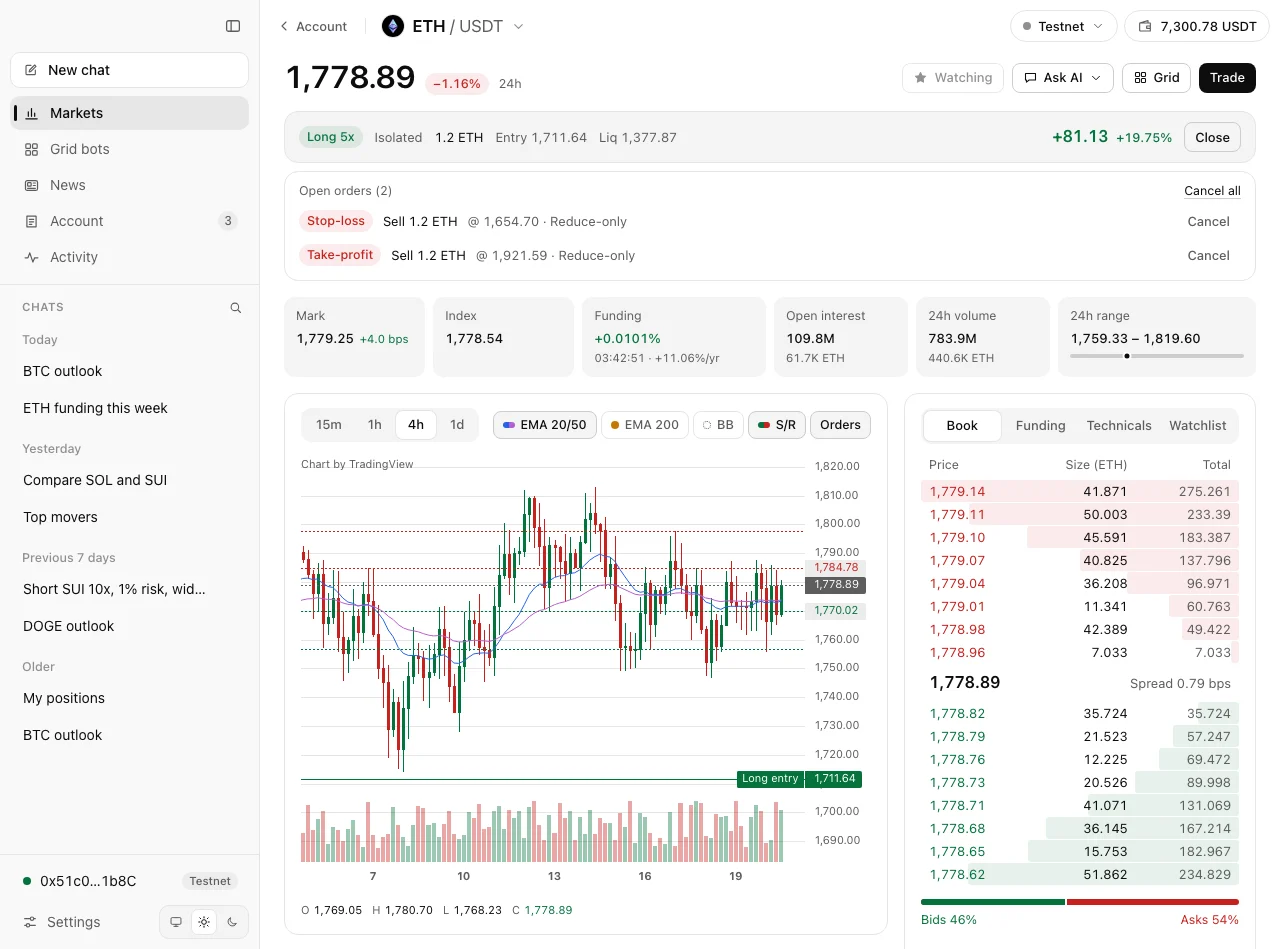 Account
ETH / USDT
Testnet
7,300.78 USDT
New chat
Markets
Grid bots
News
Account 3
Activity
CHATS
Today
BTC outlook
ETH funding this week
Yesterday
Compare SOL and SUI
Top movers
Previous 7 days
Short SUI 10x, 1% risk, wid...
DOGE outlook
Older
My positions
BTC outlook
0x51c0...1b8C Testnet
Settings
1,778.89 −1.16% 24h
Watching Ask AI Grid Trade
Long 5x Isolated 1.2 ETH Entry 1,711.64 Liq 1,377.87 +81.13 +19.75% Close
Open orders (2) Cancel all
Stop-loss Sell 1.2 ETH @ 1,654.70 · Reduce-only Cancel
Take-profit Sell 1.2 ETH @ 1,921.59 · Reduce-only Cancel
Mark
1,779.25 +4.0 bps
Index
1,778.54
Funding
+0.0101%
03:42:51 · +11.06%/yr
Open interest
109.8M
61.7K ETH
24h volume
783.9M
440.6K ETH
24h range
1,759.33 – 1,819.60
15m 1h 4h 1d EMA 20/50 EMA 200 BB S/R Orders
Chart by TradingView
1,820.00
1,810.00
1,800.00
1,790.00
1,784.78
1,778.89
1,770.02
1,760.00
1,750.00
1,740.00
1,730.00
1,720.00
Long entry 1,711.64
1,700.00
1,690.00
7 10 13 16 19
O 1,769.05 H 1,780.70 L 1,768.23 C 1,778.89
Book Funding Technicals Watchlist
Price Size (ETH) Total
1,779.14 41.871 275.261
1,779.11 50.003 233.39
1,779.10 45.591 183.387
1,779.07 40.825 137.796
1,779.04 36.208 96.971
1,779.01 11.341 60.763
1,778.98 42.389 49.422
1,778.96 7.033 7.033
1,778.89 Spread 0.79 bps
1,778.82 35.724 35.724
1,778.79 21.523 57.247
1,778.76 12.225 69.472
1,778.73 20.526 89.998
1,778.71 41.071 131.069
1,778.68 36.145 167.214
1,778.65 15.753 182.967
1,778.62 51.862 234.829
Bids 46% Asks 54%